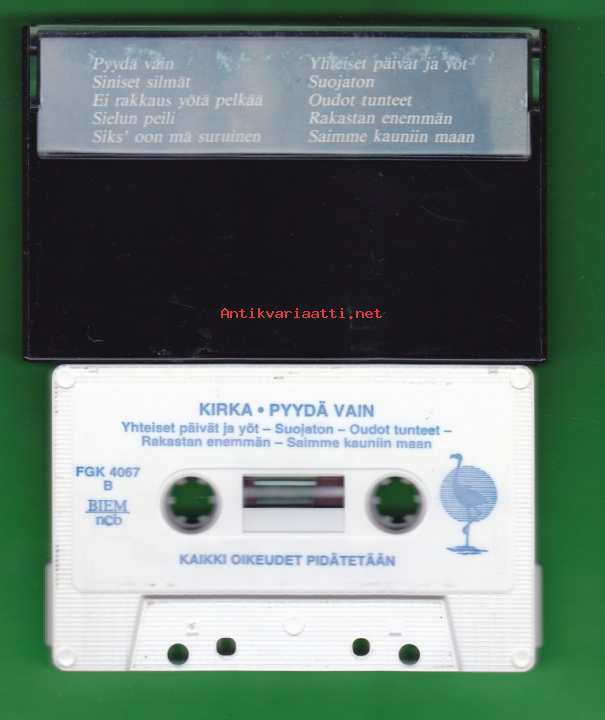 Pyydä vain
Siniset silmät
Ei rakkaus yötä pelkää
Sielun peili
Siks' oon mä suruinen
Yhteiset päivät ja yöt
Suojaton
Oudot tunteet
Rakastan enemmän
Saimme kauniin maan
Antikvariaatti.net
KIRKA • PYYDÄ VAIN
Yhteiset päivät ja yöt – Suojaton – Oudot tunteet –
Rakastan enemmän – Saimme kauniin maan
FGK 4067
B
BIEM
ncb
KAIKKI OIKEUDET PIDÄTETÄÄN